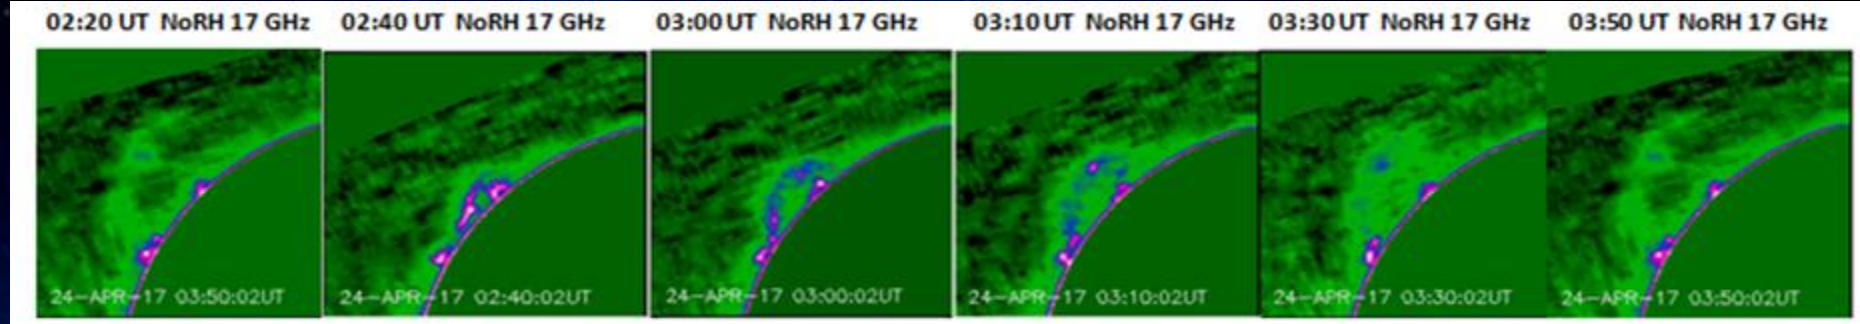 02:20 UT NoRH 17 GHz
02:40 UT NoRH 17 GHz
03:00 UT NoRH 17 GHz
03:10 UT NoRH 17 GHz
03:30 UT NoRH 17 GHz
03:50 UT NoRH 17 GHz
24-APR-17 03:50:02UT
24-APR-17 02:40:02UT
24-APR-17 03:00:02UT
24-APR-17 03:10:02UT
24-APR-17 03:30:02UT
24-APR-17 03:50:02UT